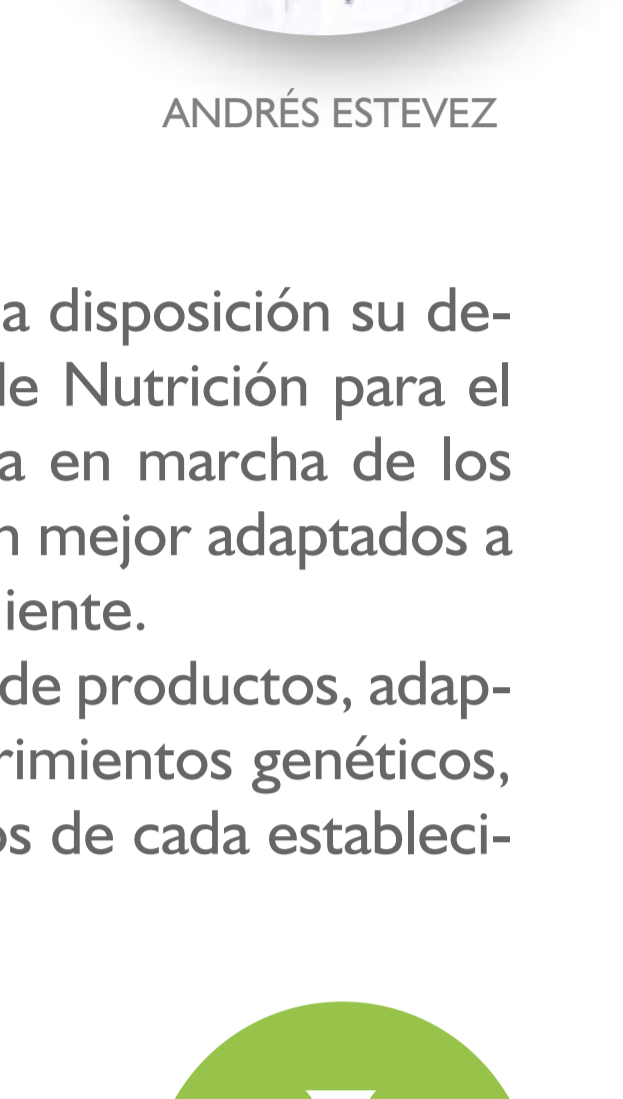 ANDRÉS ESTEVEZ
a disposición su de-
de Nutrición para el
a en marcha de los
n mejor adaptados a
iente.
de productos, adap-
rimientos genéticos,
os de cada estableci-